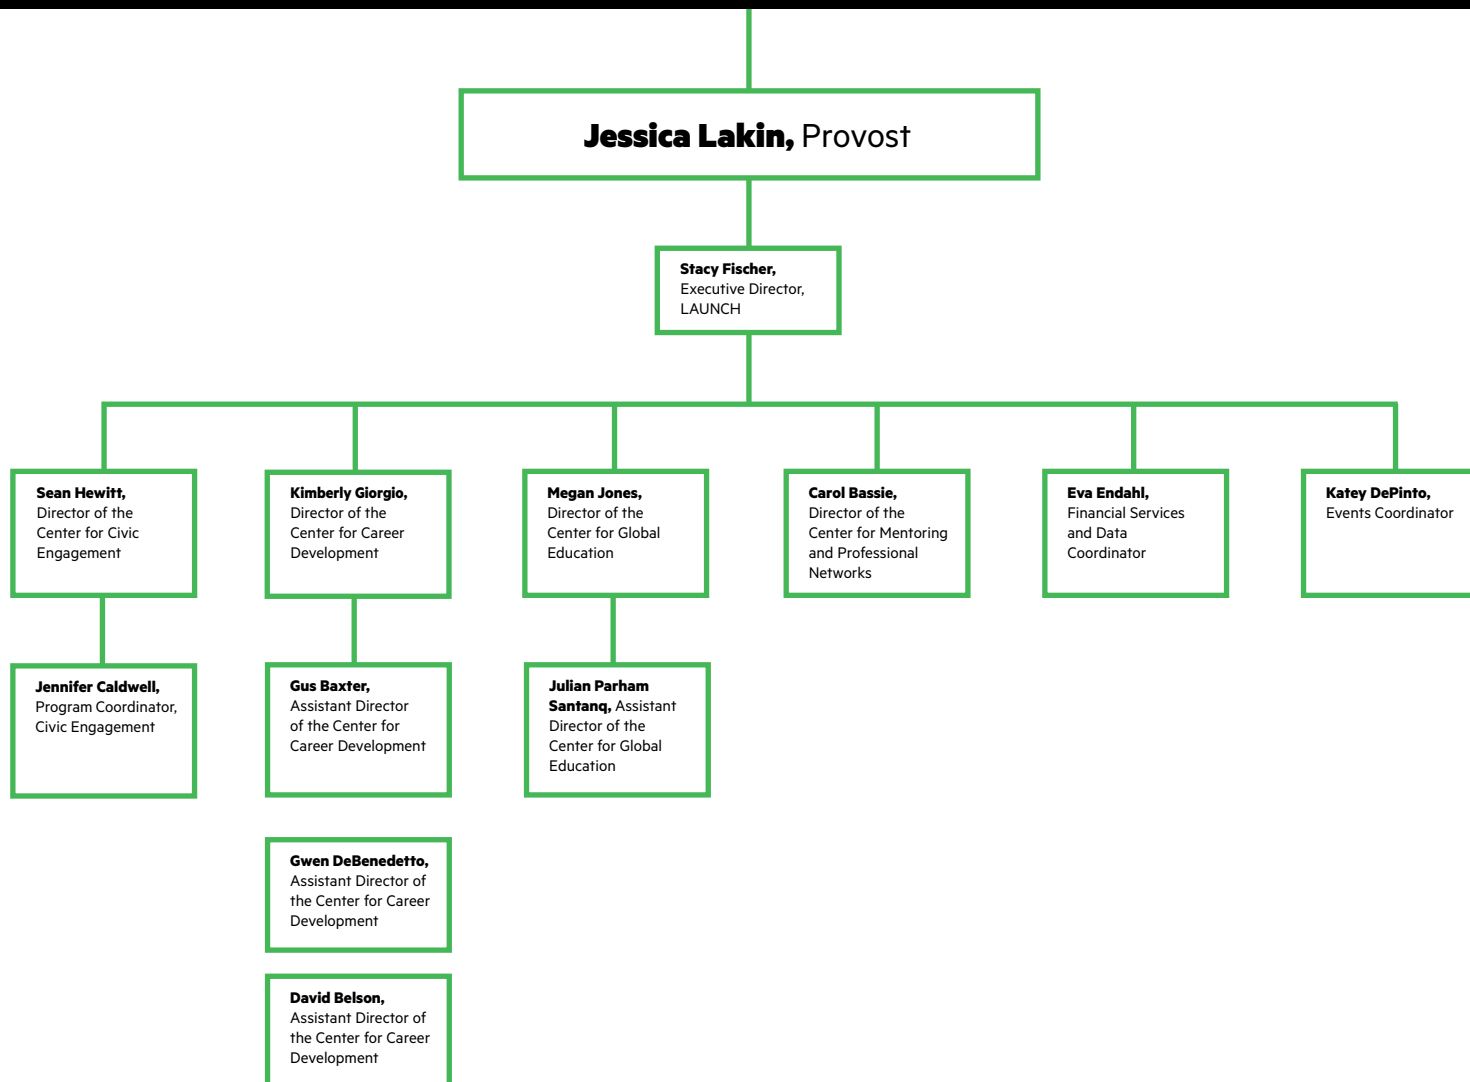 Jessica Lakin, Provost
Stacy Fischer,
Executive Director,
LAUNCH
Sean Hewitt,
Director of the
Center for Civic
Engagement
Kimberly Giorgio,
Director of the
Center for Career
Development
Megan Jones,
Director of the
Center for Global
Education
Carol Bassie,
Director of the
Center for Mentoring
and Professional
Networks
Eva Endahl,
Financial Services
and Data
Coordinator
Katey DePinto,
Events Coordinator
Jennifer Caldwell,
Program Coordinator,
Civic Engagement
Gus Baxter,
Assistant Director
of the Center for
Career Development
Julian Parham
Santanq, Assistant
Director of the
Center for Global
Education
Gwen DeBenedetto,
Assistant Director of
the Center for Career
Development
David Belson,
Assistant Director of
the Center for Career
Development